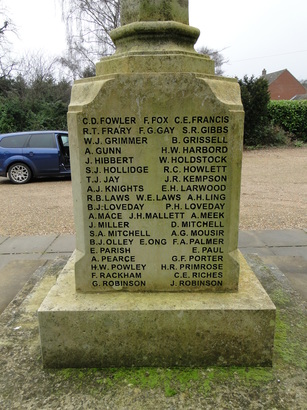 C.D. FOWLER F. FOX C.E. FRANCIS
R.T. FRARY F.G. GAY S.R. GIBBS
W.J. GRIMMER B. GRISSELL
A. GUNN H.W. HARBORD
J. HIBBERT W. HOLDSTOCK
S.J. HOLLIDGE R.C. HOWLETT
T.J. JAY J.R. KEMPSON
A.J. KNIGHTS E.H. LARWOOD
R.B. LAWS W.E. LAWS A.H. LING
B.J. LOVEDAY P.H. LOVEDAY
A. MACE J.H. MALLETT A. MEEK
J. MILLER D. MITCHELL
S.A. MITCHELL A.G. MOUSIR
B.J. OLLEY E. ONG F.A. PALMER
E. PARISH E. PAUL
A. PEARCE G.F. PORTER
H.W. POWLEY H.R. PRIMROSE
F. RACKHAM C.E. RICHES
G. ROBINSON J. ROBINSON